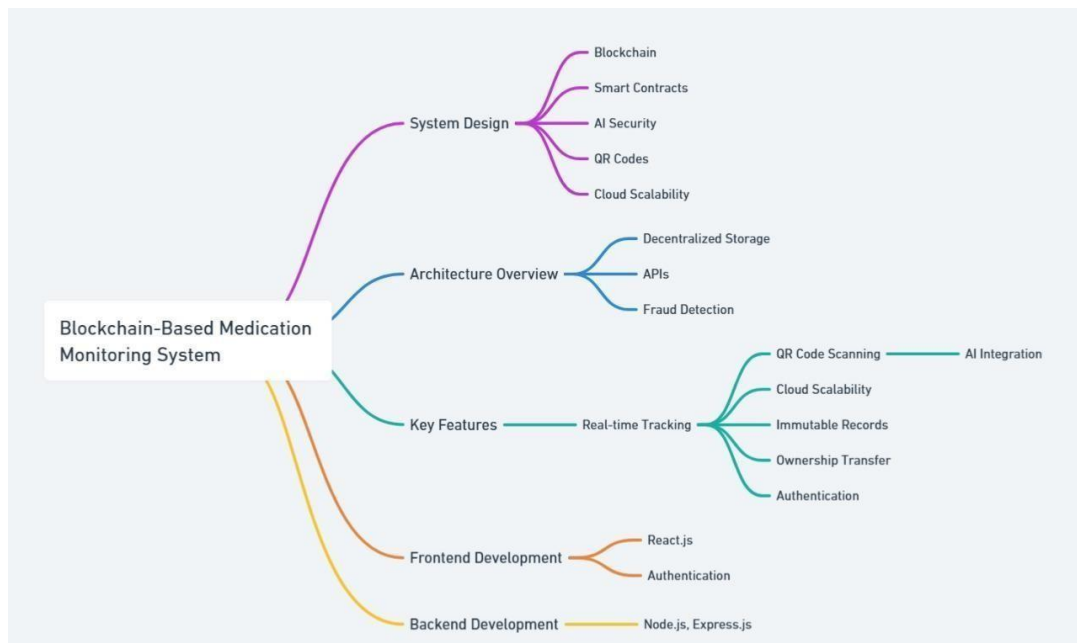 Blockchain-Based Medication
Monitoring System
System Design
Blockchain
Smart Contracts
AI Security
QR Codes
Cloud Scalability
Architecture Overview
Decentralized Storage
APIs
Fraud Detection
Key Features
Real-time Tracking
QR Code Scanning
AI Integration
Cloud Scalability
Immutable Records
Ownership Transfer
Authentication
Frontend Development
React.js
Authentication
Backend Development
Node.js, Express.js